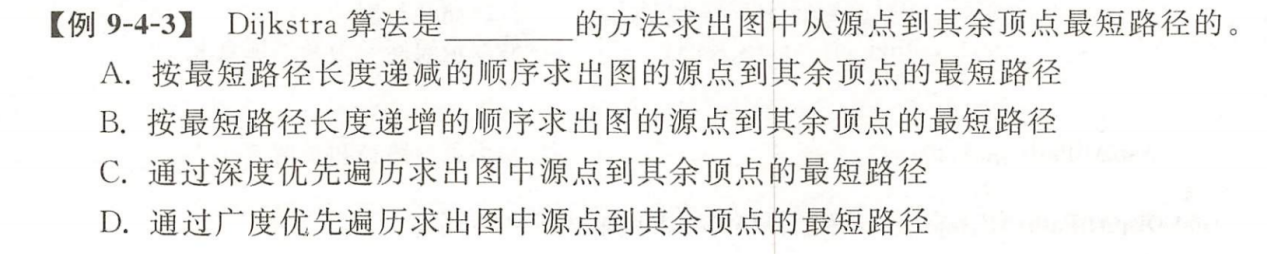 【例 9-4-3】 Dijkstra 算法是________的方法求出图中从源点到其余顶点最短路径的。
A. 按最短路径长度递减的顺序求出图的源点到其余顶点的最短路径
B. 按最短路径长度递增的顺序求出图的源点到其余顶点的最短路径
C. 通过深度优先遍历求出图中源点到其余顶点的最短路径
D. 通过广度优先遍历求出图中源点到其余顶点的最短路径